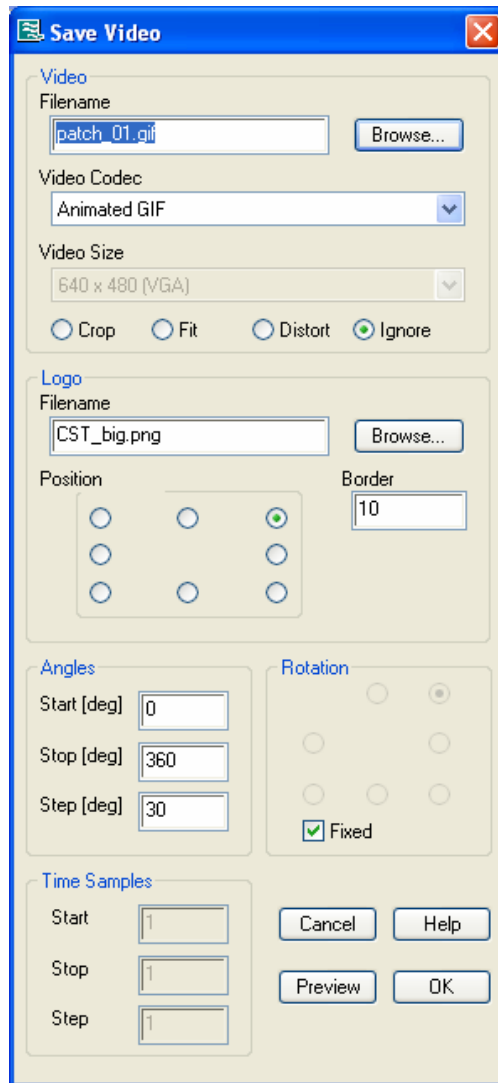 Save Video
Video
Filename
patch_01.gif
Browse...
Video Codec
Animated GIF
Video Size
640 x 480 (VGA)
Crop Fit Distort Ignore
Logo
Filename
CST_big.png
Browse...
Position Border
10
Angles
Start [deg] 0
Stop [deg] 360
Step [deg] 30
Rotation
Fixed
Time Samples
Start 1
Stop 1
Step 1
Cancel Help
Preview OK